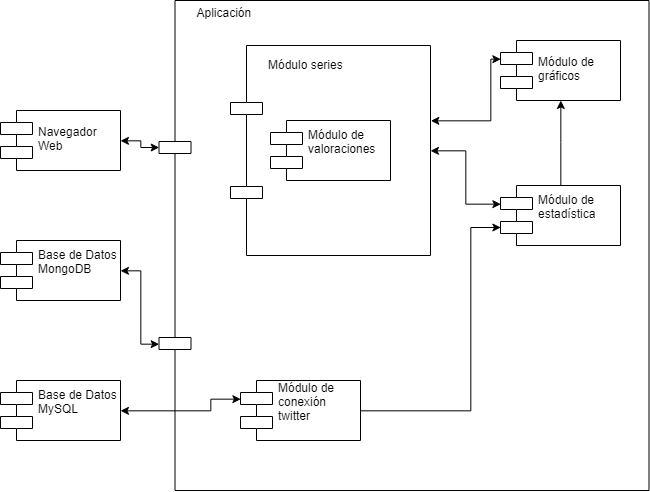 Aplicación
Módulo series
Módulo de
gráficos
Navegador
Web
Módulo de
valoraciones
Módulo de
estadística
Base de Datos
MongoDB
Base de Datos
MySQL
Módulo de
conexión
twitter